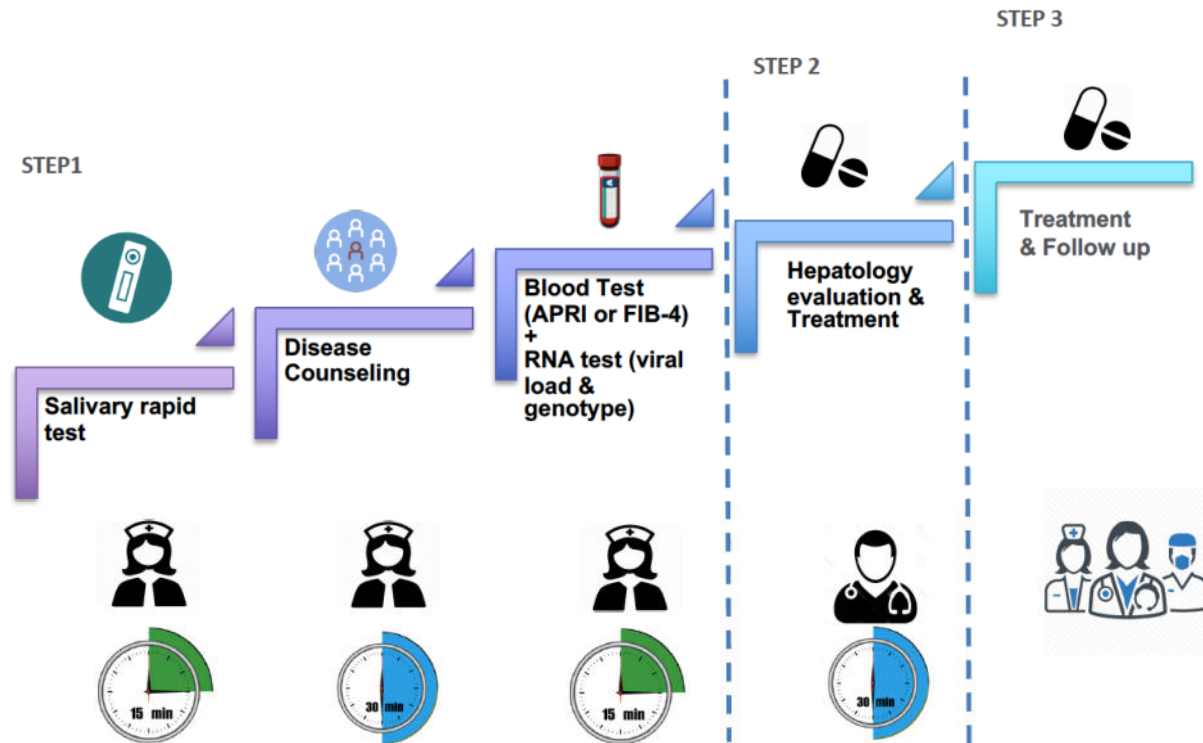 STEP 3
STEP 2
STEP1
Treatment
& Follow up
Hepatology
evaluation &
Treatment
Blood Test
(APRI or FIB-4)
+
RNA test (viral
load &
genotype)
Disease
Counseling
Salivary rapid
test
15 min
30 min
15 min
30 min